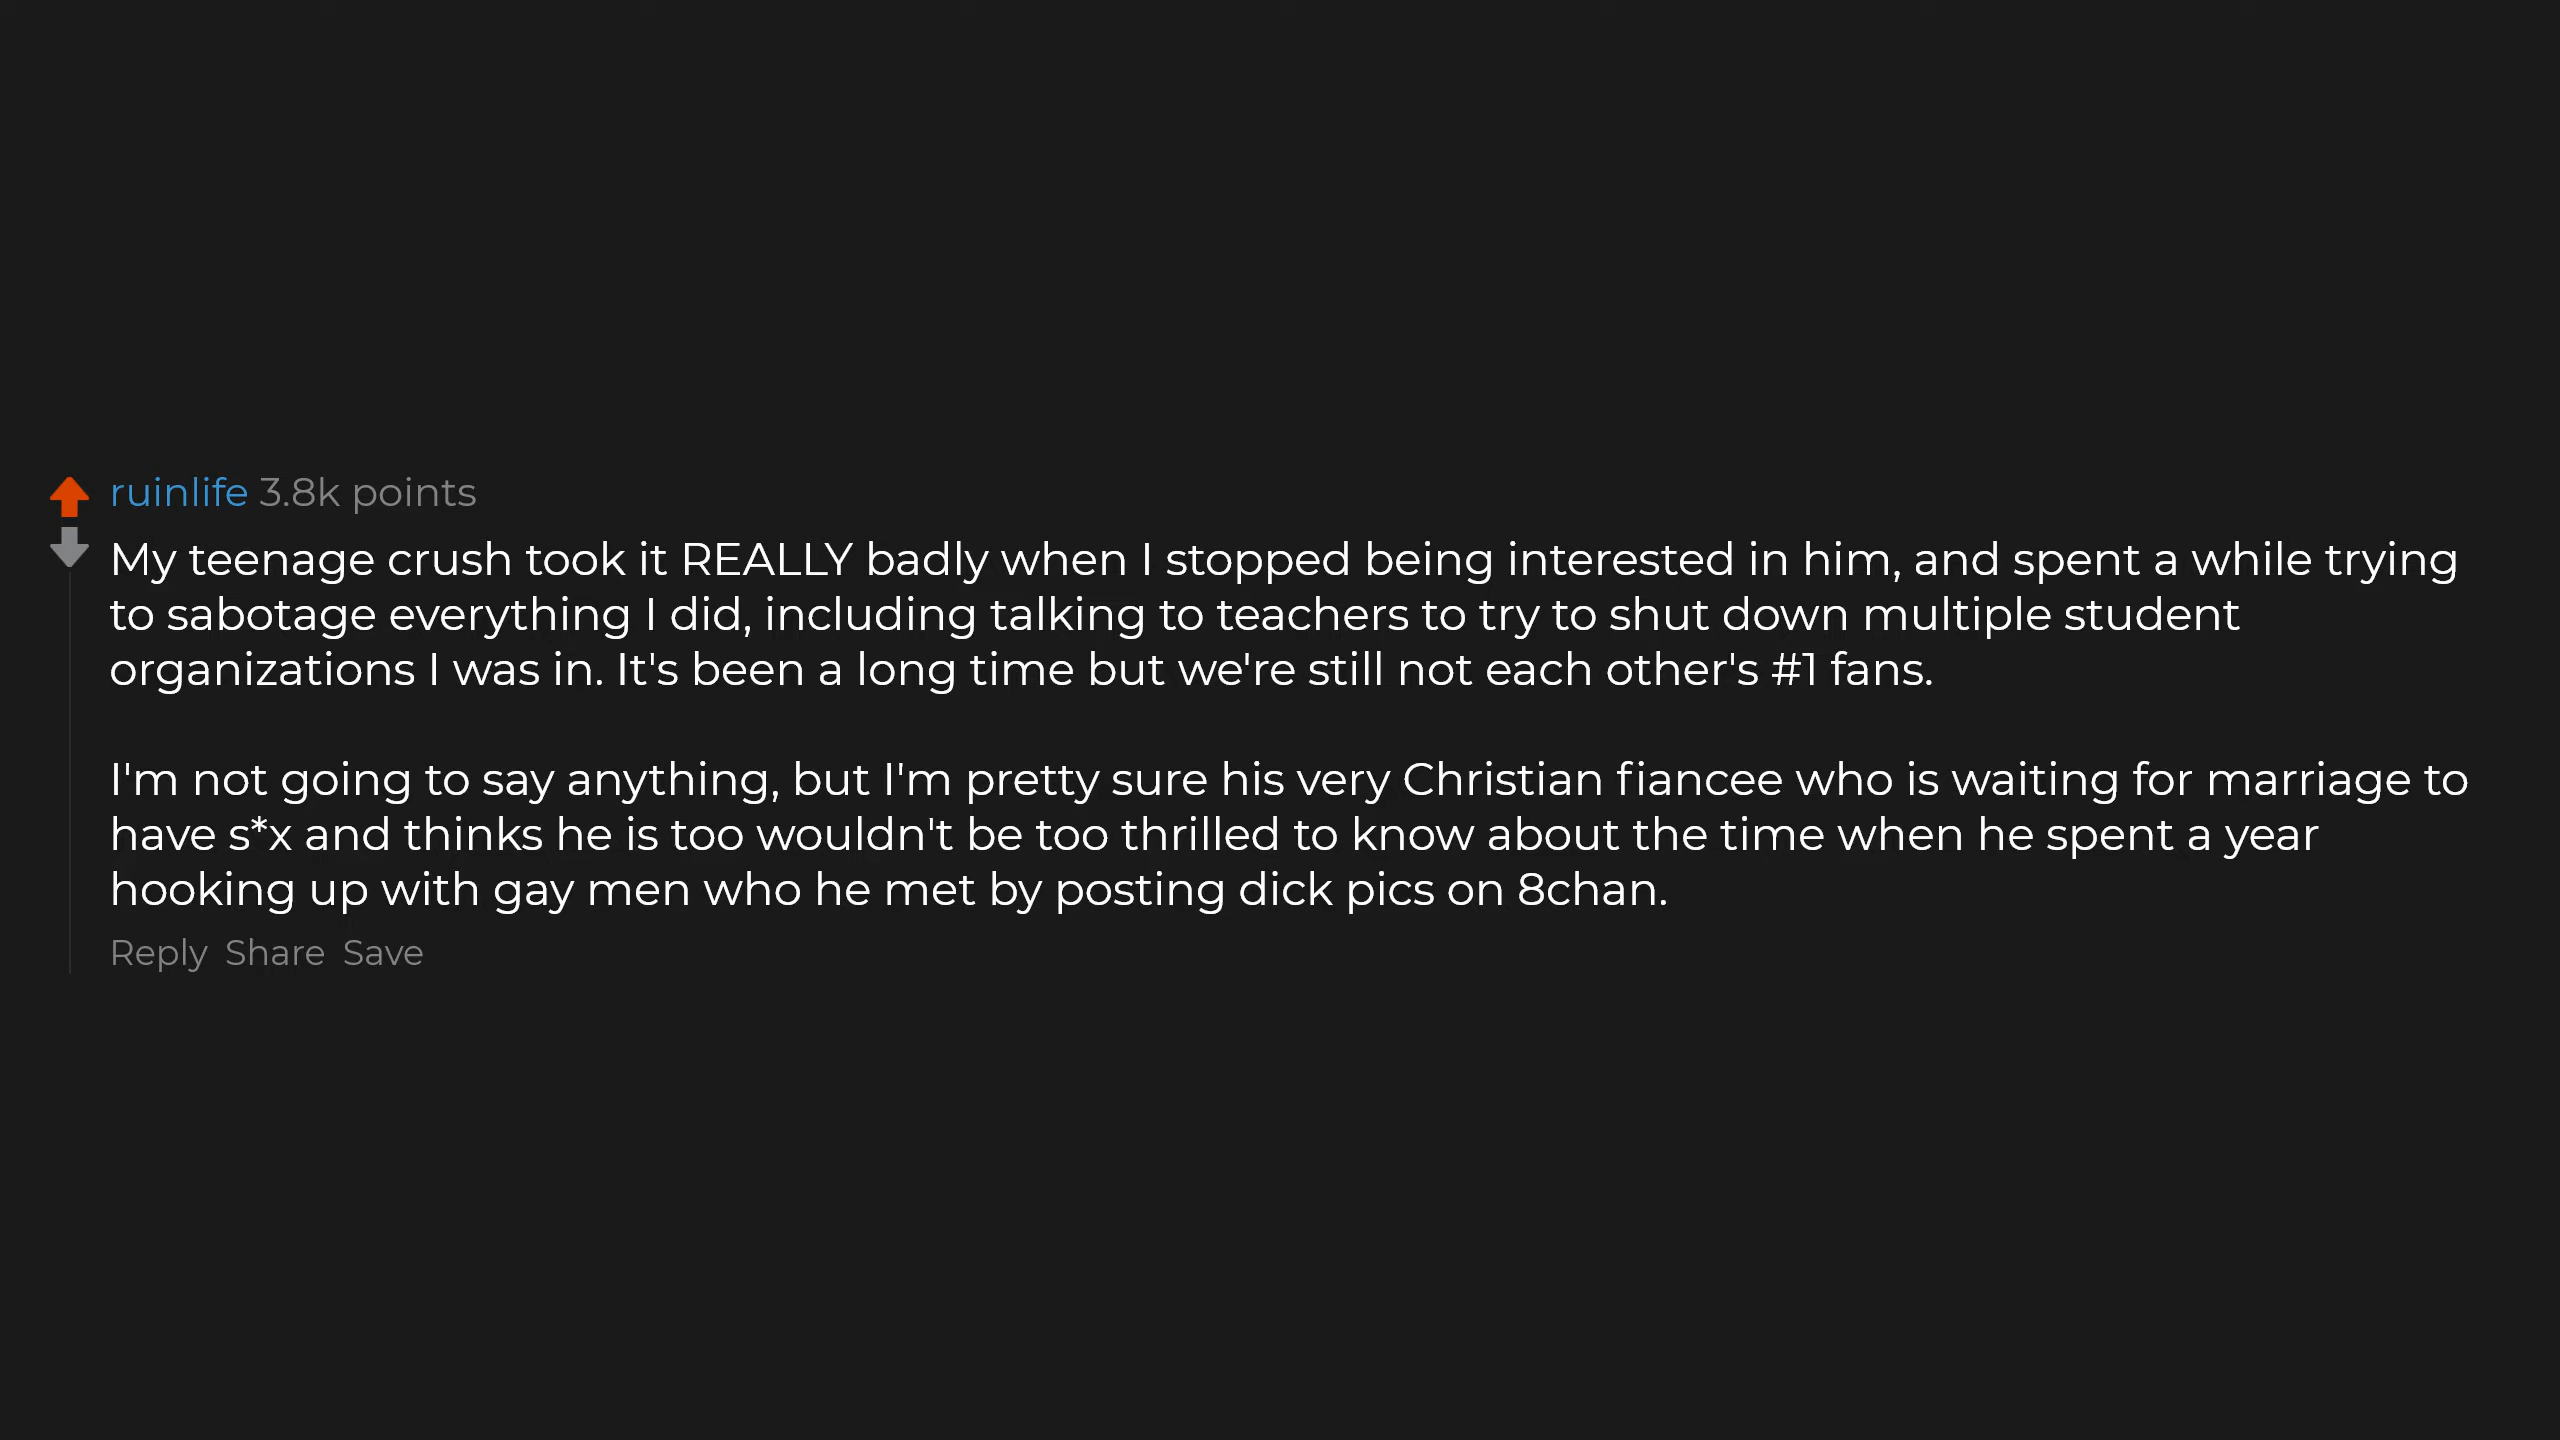 ruinlife 3.8k points
My teenage crush took it REALLY badly when I stopped being interested in him, and spent a while trying
to sabotage everything I did, including talking to teachers to try to shut down multiple student
organizations I was in. It's been a long time but we're still not each other's #1 fans.
I'm not going to say anything, but I'm pretty sure his very Christian fiancee who is waiting for marriage to
have s*x and thinks he is too wouldn't be too thrilled to know about the time when he spent a year
hooking up with gay men who he met by posting dick pics on 8chan.
Reply Share Save